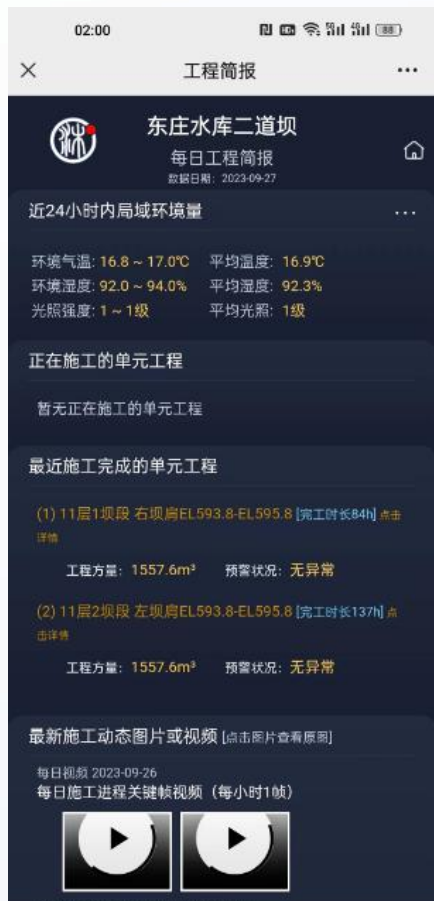 02:00
88
工程简报
东庄水库二道坝
每日工程简报
数据日期: 2023-09-27
近24小时内局域环境量
环境气温: 16.8 ~ 17.0℃ 平均温度: 16.9℃
环境湿度: 92.0 ~ 94.0% 平均湿度: 92.3%
光照强度: 1 ~ 1级 平均光照: 1级
正在施工的单元工程
暂无正在施工的单元工程
最近施工完成的单元工程
(1) 11层1坝段 右坝肩EL593.8-EL595.8 [完工时长84h] 点击
详情
工程方量: 1557.6m³ 预警状况: 无异常
(2) 11层2坝段 左坝肩EL593.8-EL595.8 [完工时长137h] 点
击详情
工程方量: 1557.6m³ 预警状况: 无异常
最新施工动态图片或视频 [点击图片查看原图]
每日视频 2023-09-26
每日施工进程关键帧视频（每小时1帧）